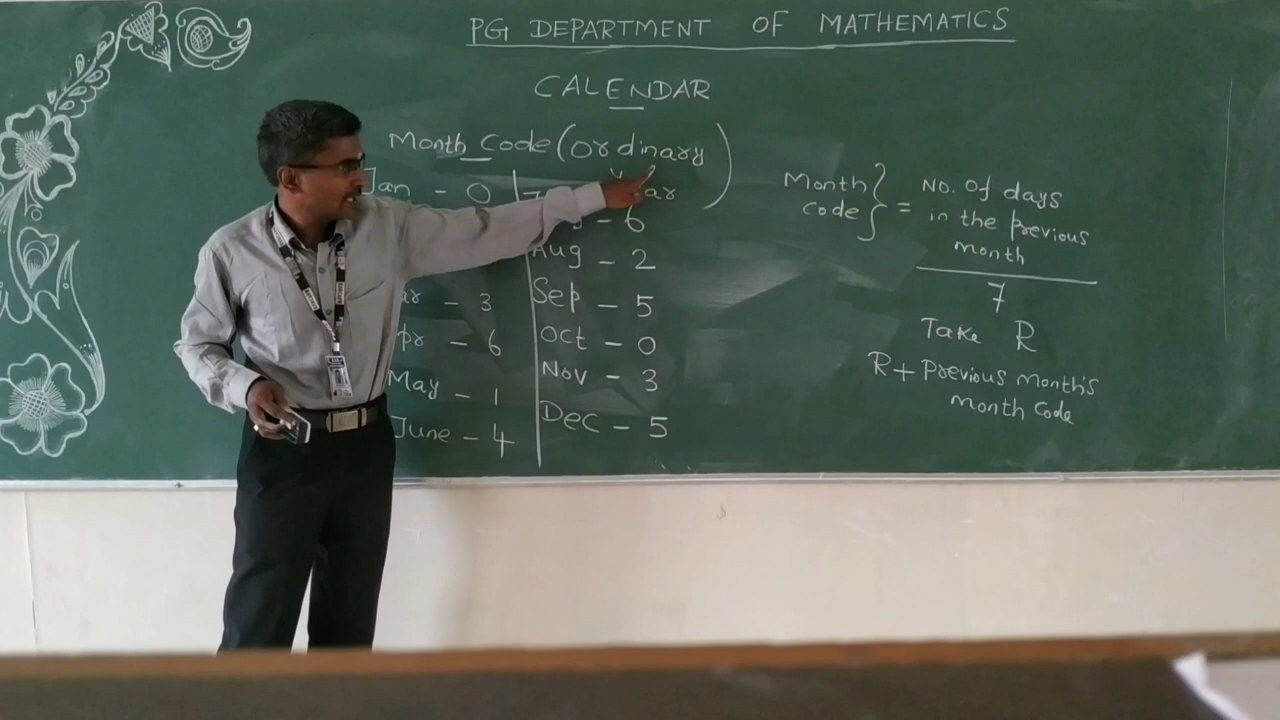 PG DEPARTMENT OF MATHEMATICS
CALENDAR
Month Code (ordinary
Jan - 0
- 6
Aug - 2
- 3
Sep - 5
- 6
Oct - 0
May - 1
Nov - 3
June - 4
Dec - 5
Month
code } = No. of days
in the previous
month
7
Take R
R + Previous month's
month Code